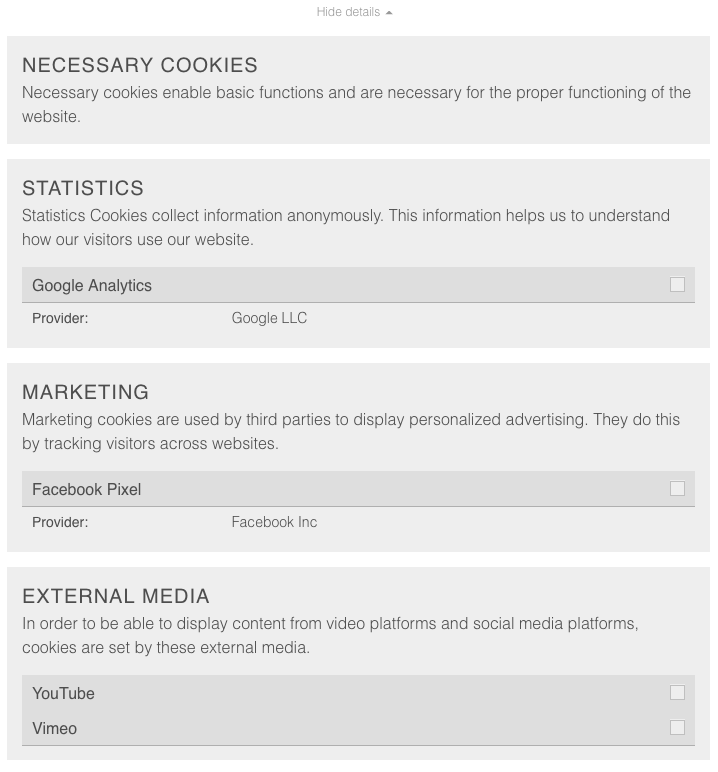 Hide details
NECESSARY COOKIES
Necessary cookies enable basic functions and are necessary for the proper functioning of the
website.
STATISTICS
Statistics Cookies collect information anonymously. This information helps us to understand
how our visitors use our website.
Google Analytics
Provider: Google LLC
MARKETING
Marketing cookies are used by third parties to display personalized advertising. They do this
by tracking visitors across websites.
Facebook Pixel
Provider: Facebook Inc
EXTERNAL MEDIA
In order to be able to display content from video platforms and social media platforms,
cookies are set by these external media.
YouTube
Vimeo